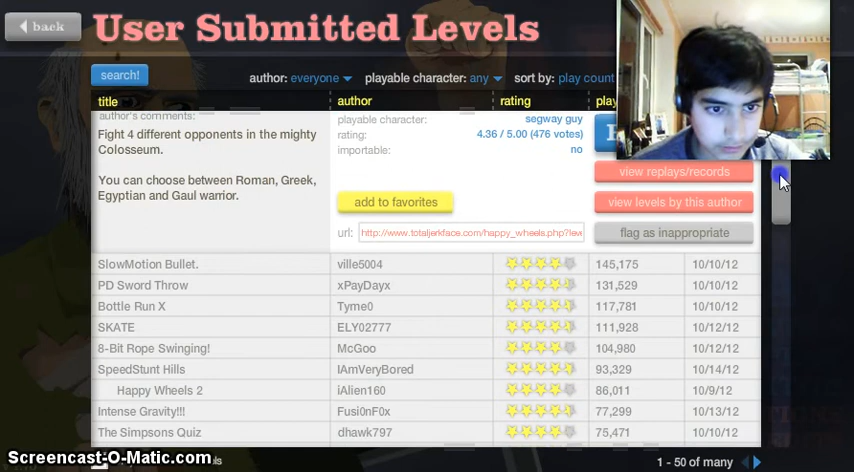 back
User Submitted Levels
search!
author: everyone playable character: any sort by: play count
title author rating
author's comments:
Fight 4 different opponents in the mighty
Colosseum.
You can choose between Roman, Greek,
Egyptian and Gaul warrior.
playable character: segway guy
rating: 4.36 / 5.00 (476 votes)
importable: no
add to favorites
view replays/records
view levels by this author
url: http://www.totaljerkface.com/happy_wheels.php?leve
flag as inappropriate
SlowMotion Bullet. ville5004 145,175 10/10/12
PD Sword Throw xPayDayx 131,529 10/10/12
Bottle Run X Tyme0 117,781 10/10/12
SKATE ELY02777 111,928 10/12/12
8-Bit Rope Swinging! McGoo 104,980 10/12/12
SpeedStunt Hills IAmVeryBored 93,329 10/14/12
Happy Wheels 2 iAlien160 86,011 10/9/12
Intense Gravity!!! Fusi0nF0x 77,299 10/13/12
The Simpsons Quiz dhawk797 75,471 10/10/12
Screencast-O-Matic.com
1 - 50 of many